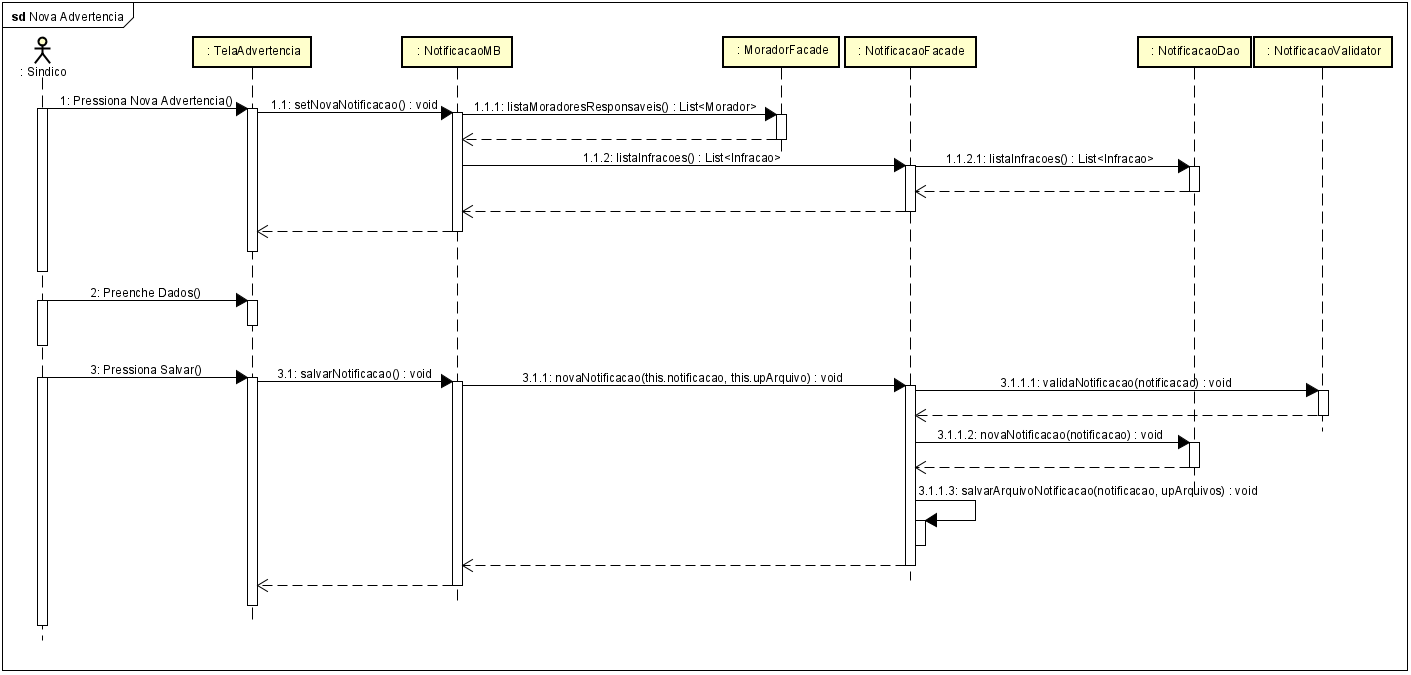 sd Nova Advertencia
: Sindico
: TelaAdvertencia
: NotificacaoMB
: MoradorFacade
: NotificacaoFacade
: NotificacaoDao
: NotificacaoValidator
1: Pressiona Nova Advertencia()
1.1: setNovaNotificacao() : void
1.1.1: listaMoradoresResponsaveis() : List<Morador>
1.1.2: listaInfracoes() : List<Infracao>
1.1.2.1: listaInfracoes() : List<Infracao>
2: Preenche Dados()
3: Pressiona Salvar()
3.1: salvarNotificacao() : void
3.1.1: novaNotificacao(this.notificacao, this.upArquivo) : void
3.1.1.1: validaNotificacao(notificacao) : void
3.1.1.2: novaNotificacao(notificacao) : void
3.1.1.3: salvarArquivoNotificacao(notificacao, upArquivos) : void